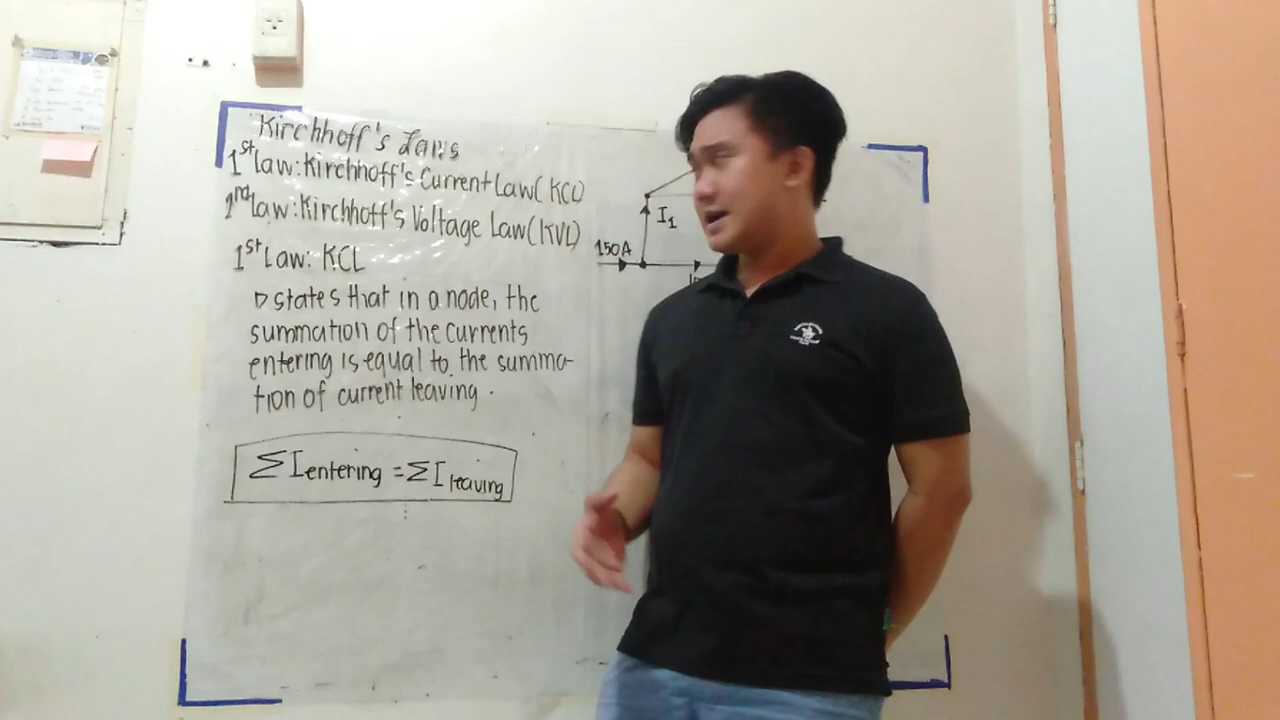 Kirchhoff's Laws
1st Law: Kirchhoff's Current Law (KCL)
2nd Law: Kirchhoff's Voltage Law (KVL)
1st Law: KCL
▷ states that in a node, the
summation of the currents
entering is equal to the summa-
tion of current leaving.
ΣI entering = ΣI leaving
I1
150A